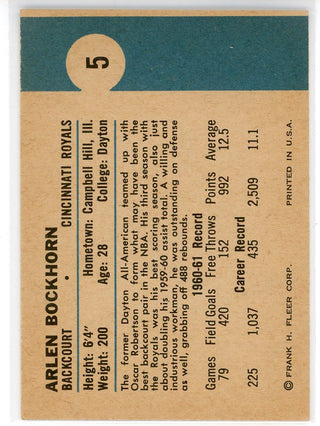 5
ARLEN BOCKHORN
BACKCOURT • CINCINNATI ROYALS
Height: 6'4" Hometown: Campbell Hill, Ill.
Weight: 200 Age: 28 College: Dayton
The former Dayton All-American teamed up with
Oscar Robertson to form what may have been the
best backcourt pair in the NBA. This third season with
the Royals was his best scoring season, also just
about doubling his 1959-60 assist total. A willing and
industrious workman, he was outstanding on defense
as well, grabbing off 488 rebounds.
1960-61 Record
Games Field Goals Free Throws Points Average
79 420 152 992 12.5
Career Record
225 1,037 435 2,509 11.1
© FRANK H. FLEER CORP. PRINTED IN U.S.A.